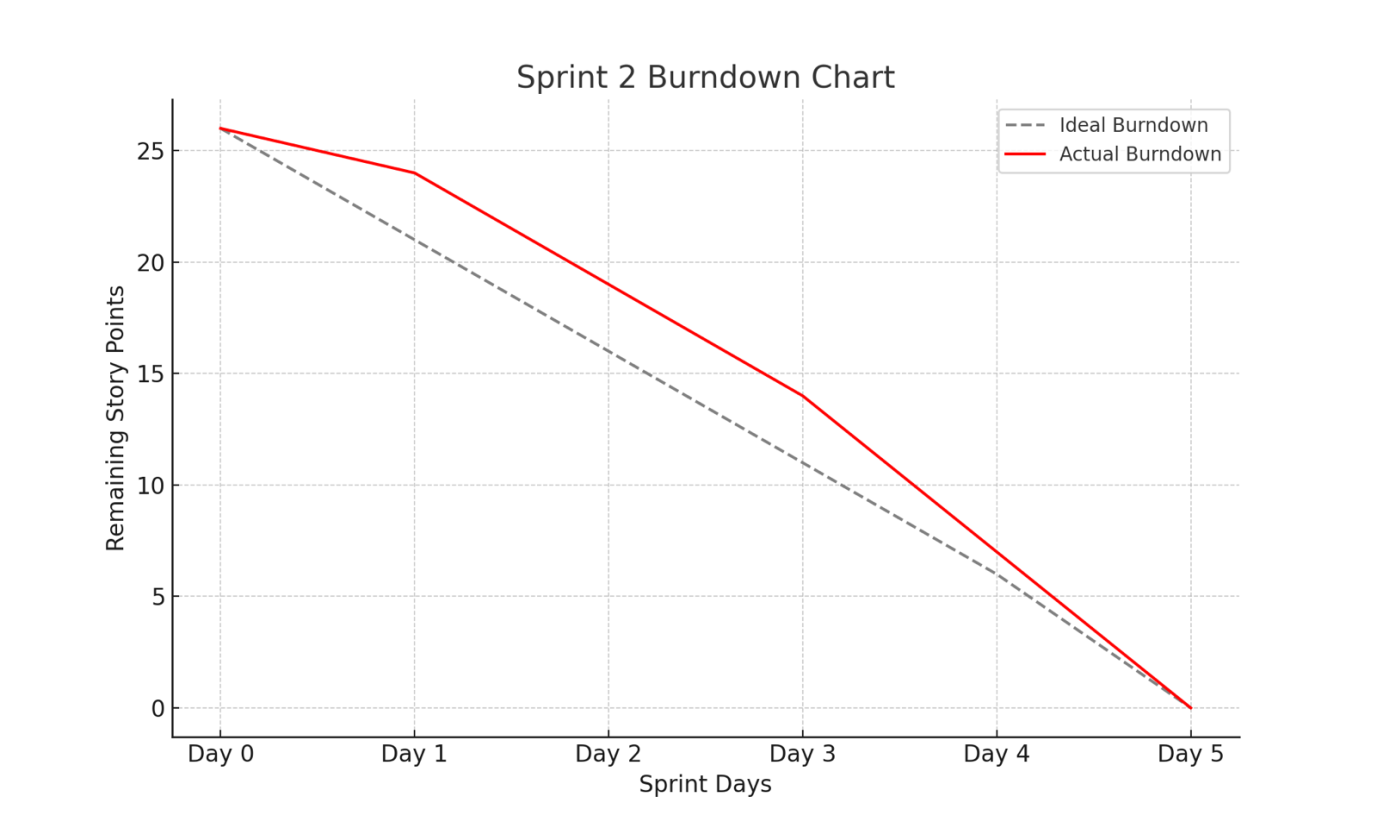 Sprint 2 Burndown Chart
Ideal Burndown
Actual Burndown
25
20
15
10
5
0
Remaining Story Points
Day 0 Day 1 Day 2 Day 3 Day 4 Day 5
Sprint Days